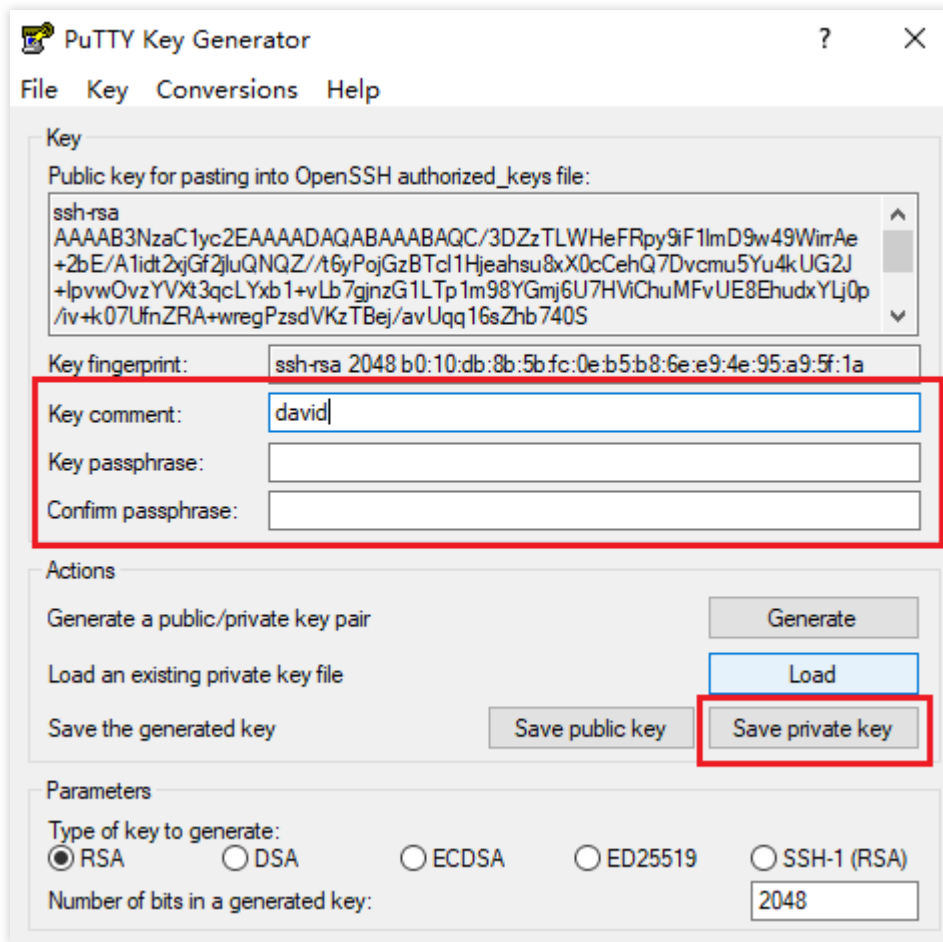 PuTTY Key Generator
?
File Key Conversions Help
Key
Public key for pasting into OpenSSH authorized_keys file:
ssh-rsa
AAAAB3NzaC1yc2EAAAADAQABAAABAQC/3DZzTLWHeFRpy9iF1lmD9w49WirrAe
+2bE/A1idt2xjGf2jluQNQZ//t6yPojGzBTcI1Hjeahsu8xX0cCehQ7Dvcmu5Yu4kUG2J
+lpvwOvzYVXt3qcLYxb1+vLb7gjnzG1LTp1m98YGmj6U7HViChuMFvUE8EhudxYLj0p
/iv+k07UfnZRA+wregPzsdVKzTBej/avUqq16sZhb740S
Key fingerprint: ssh-rsa 2048 b0:10:db:8b:5b:fc:0e:b5:b8:6e:e9:4e:95:a9:5f:1a
Key comment: david
Key passphrase:
Confirm passphrase:
Actions
Generate a public/private key pair Generate
Load an existing private key file Load
Save the generated key Save public key Save private key
Parameters
Type of key to generate:
RSA DSA ECDSA ED25519 SSH-1 (RSA)
Number of bits in a generated key: 2048